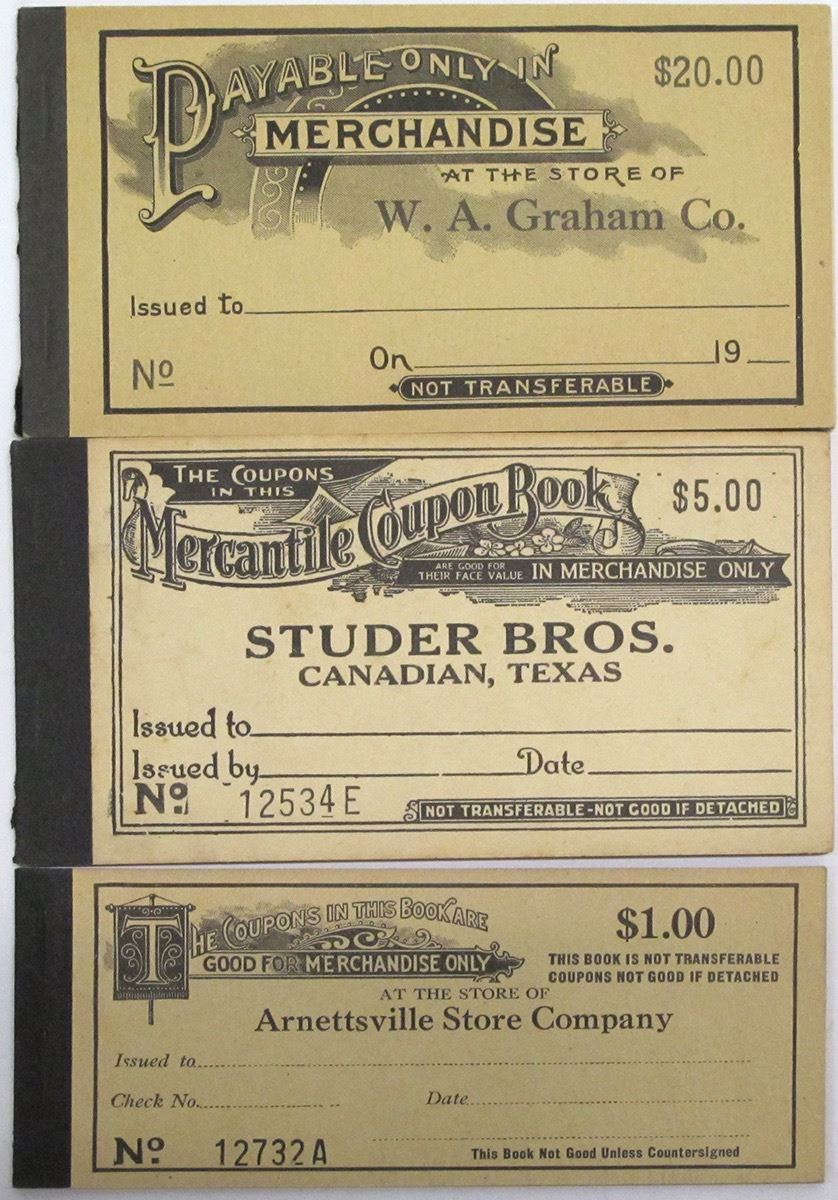 PAYABLE ONLY IN
$20.00
MERCHANDISE
AT THE STORE OF
W. A. Graham Co.
Issued to
On 19
Nº
NOT TRANSFERABLE
THE COUPONS
IN THIS
Mercantile Coupon Book
$5.00
ARE GOOD FOR
THEIR FACE VALUE IN MERCHANDISE ONLY
STUDER BROS.
CANADIAN, TEXAS
Issued to
Issued by Date
Nº 12534E
NOT TRANSFERABLE-NOT GOOD IF DETACHED
THE COUPONS IN THIS BOOK ARE
$1.00
GOOD FOR MERCHANDISE ONLY
THIS BOOK IS NOT TRANSFERABLE
COUPONS NOT GOOD IF DETACHED
AT THE STORE OF
Arnettsville Store Company
Issued to
Check No. Date
Nº 12732A
This Book Not Good Unless Countersigned